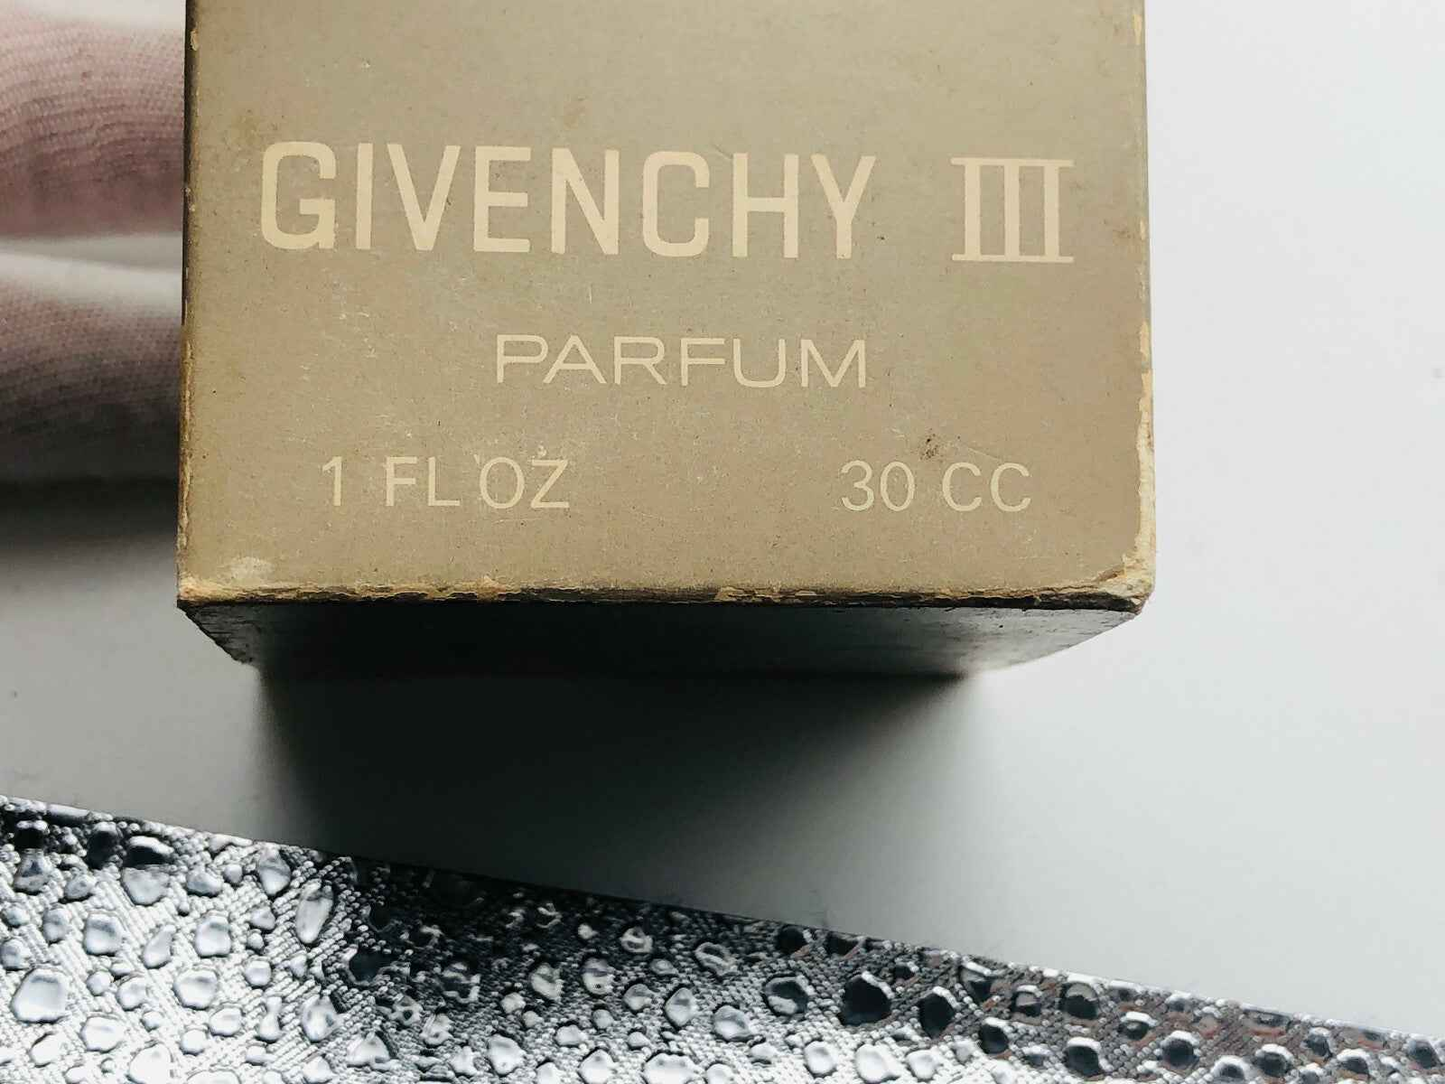 GIVENCHY III
PARFUM
1 FL OZ 30 CC